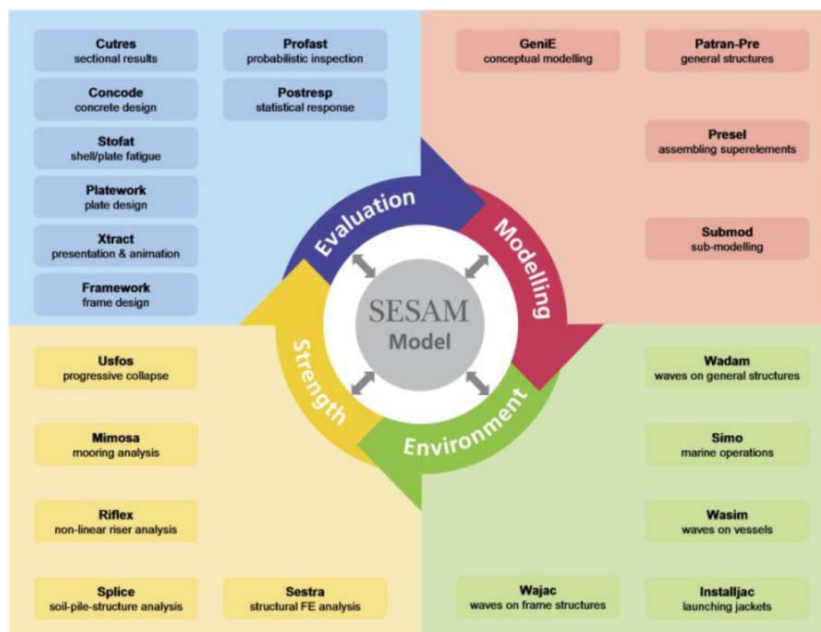 Cutres
sectional results
Concode
concrete design
Stofat
shell/plate fatigue
Platework
plate design
Xtract
presentation & animation
Framework
frame design
Profast
probabilistic inspection
Postresp
statistical response
GeniE
conceptual modelling
Patran-Pre
general structures
Presel
assembling superelements
Submod
sub-modelling
Evaluation
Modelling
SESAM
Model
Strength
Environment
Usfos
progressive collapse
Mimosa
mooring analysis
Riflex
non-linear riser analysis
Splice
soil-pile-structure analysis
Sestra
structural FE analysis
Wadam
waves on general structures
Simo
marine operations
Wasim
waves on vessels
Wajac
waves on frame structures
Installjac
launching jackets